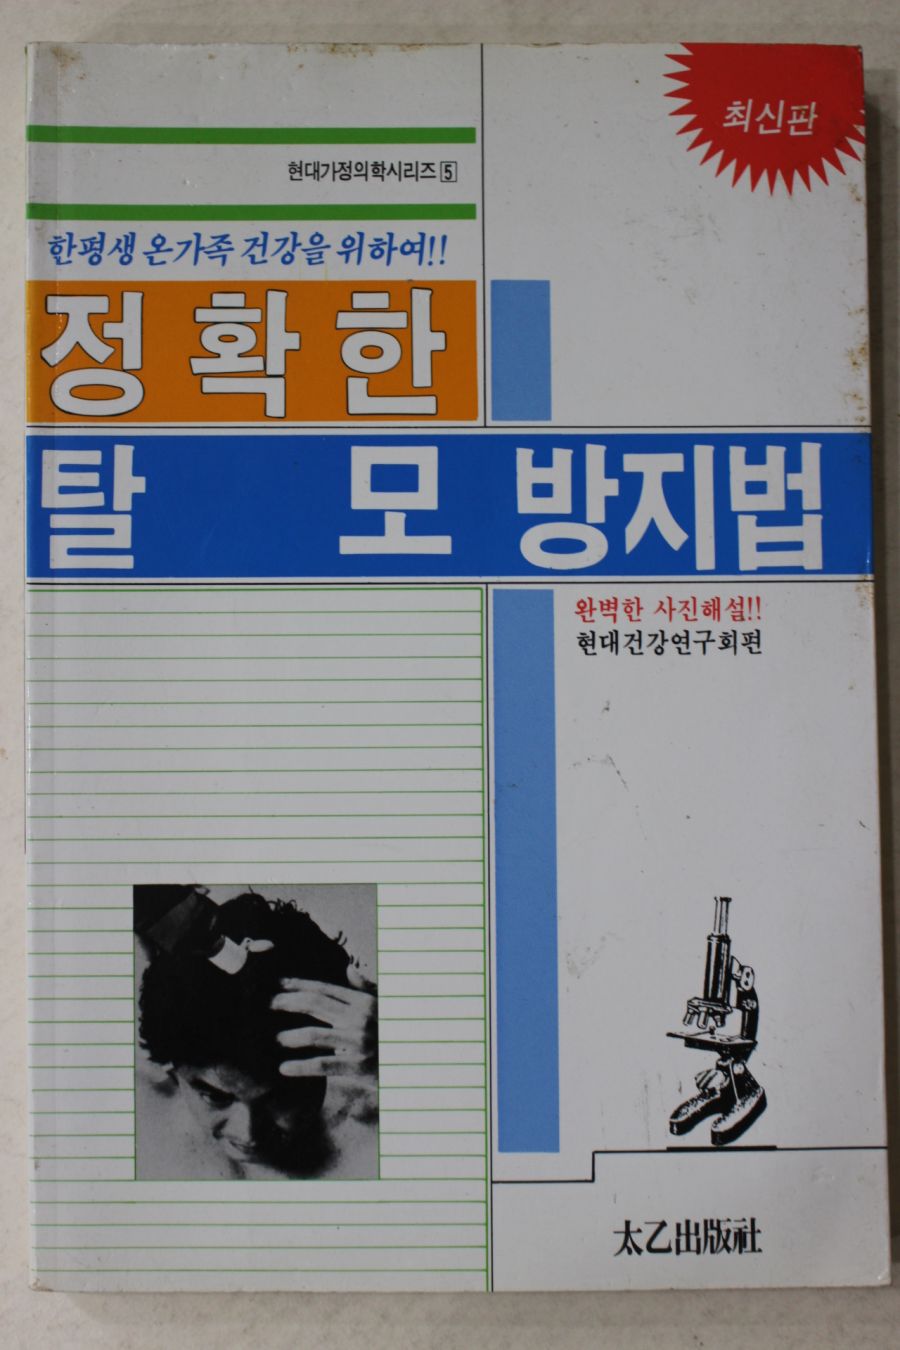 최신판
현대가정의학시리즈5
한평생 온가족 건강을 위하여!!
정확한
탈모 방지법
완벽한 사진해설!!
현대건강연구회편
太乙出版社